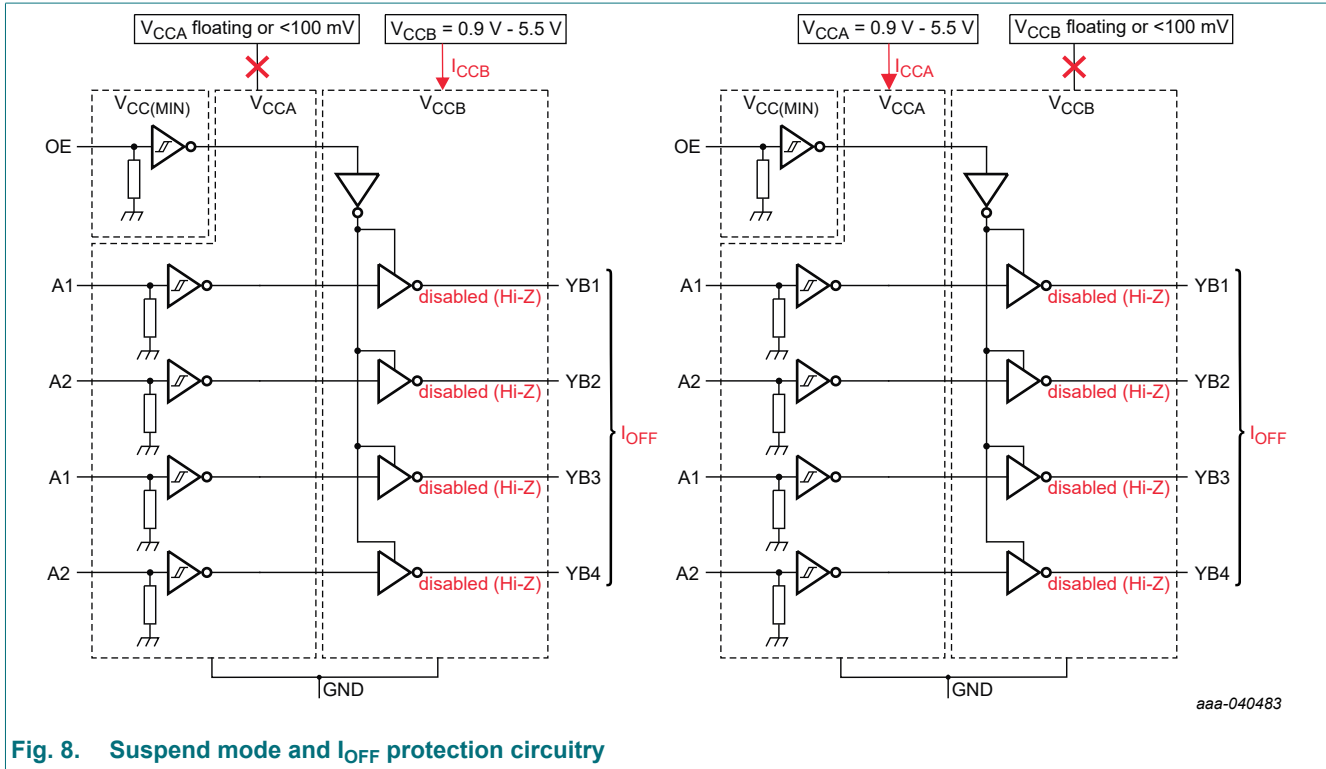 VCCA floating or <100 mV
VCCB = 0.9 V - 5.5 V
ICCB
VCC(MIN)
VCCA
VCCB
OE
A1
disabled (Hi-Z)
YB1
A2
disabled (Hi-Z)
YB2
IOFF
A1
disabled (Hi-Z)
YB3
A2
disabled (Hi-Z)
YB4
GND
VCCA = 0.9 V - 5.5 V
VCCB floating or <100 mV
ICCA
VCC(MIN)
VCCA
VCCB
OE
A1
disabled (Hi-Z)
YB1
A2
disabled (Hi-Z)
YB2
IOFF
A1
disabled (Hi-Z)
YB3
A2
disabled (Hi-Z)
YB4
GND
aaa-040483
Fig. 8. Suspend mode and IOFF protection circuitry